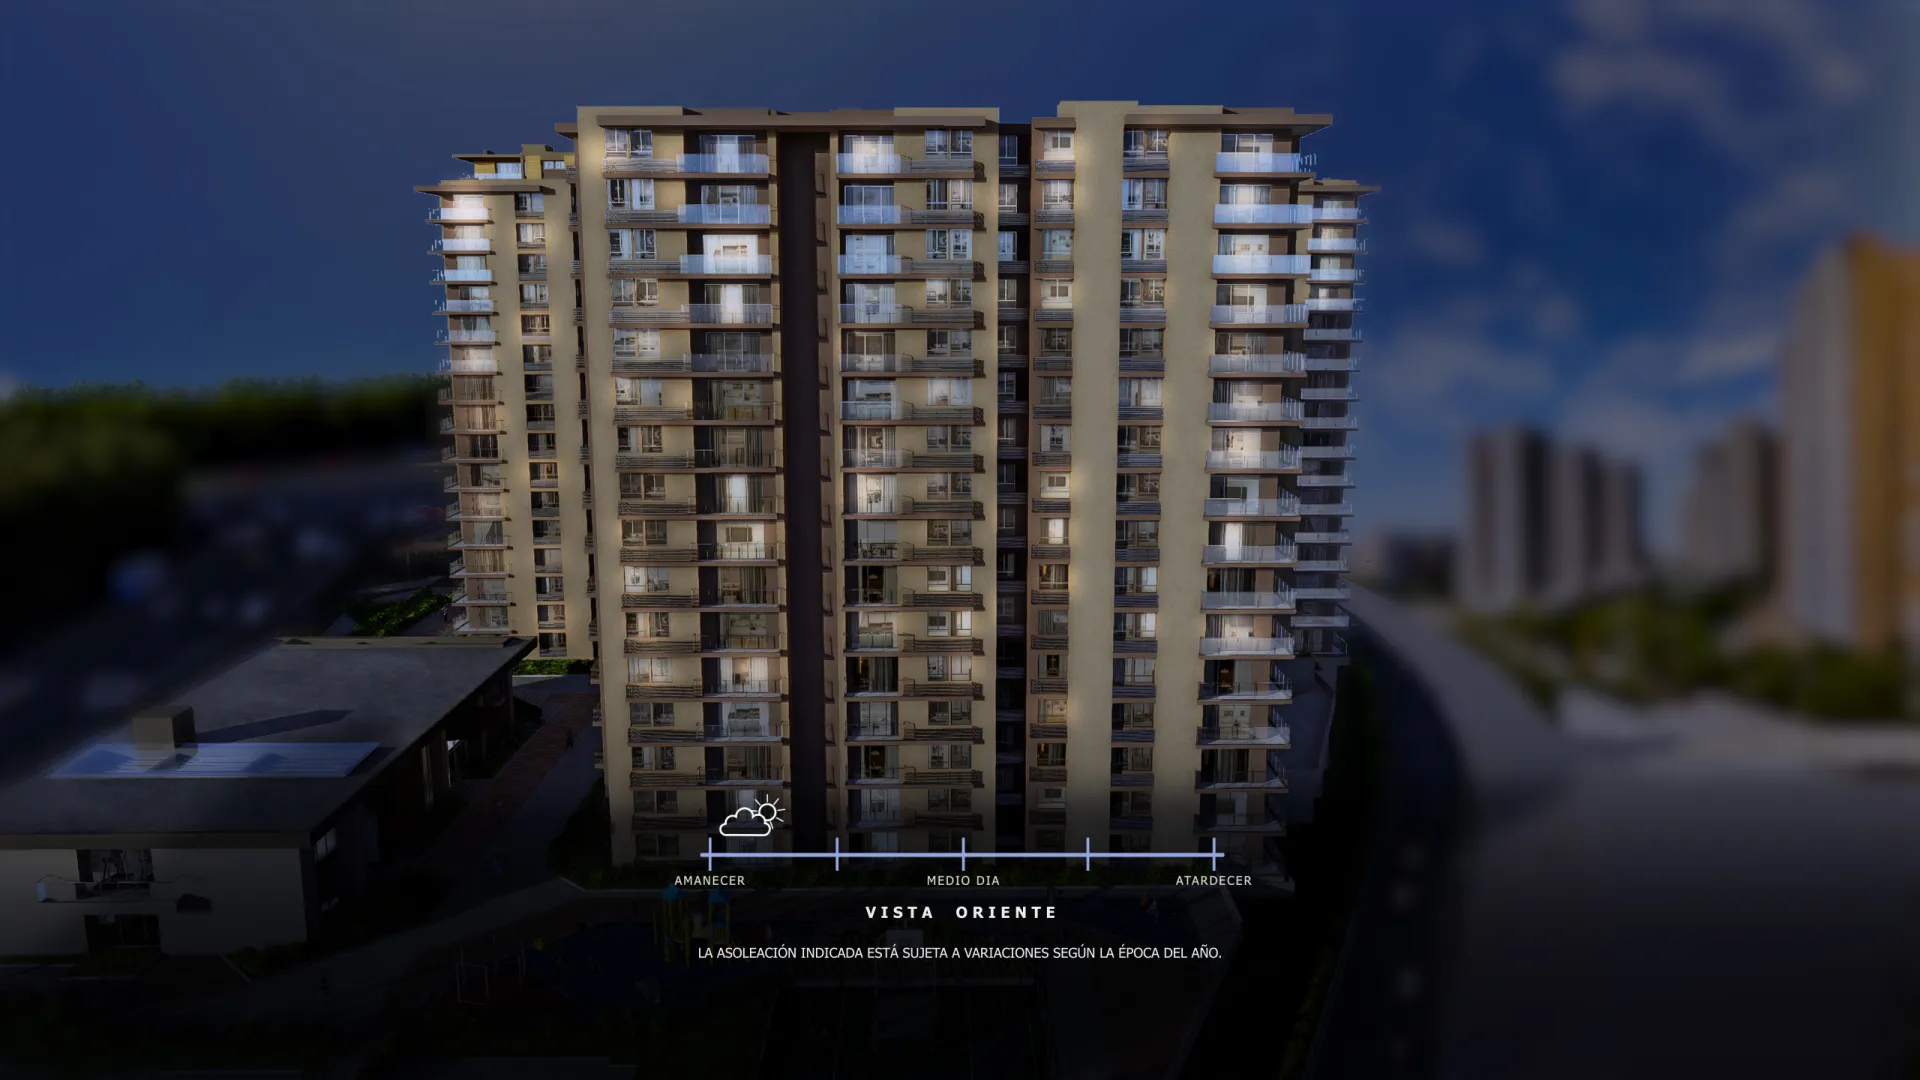 AMANECER MEDIO DIA ATARDECER
VISTA ORIENTE
LA ASOLEACIÓN INDICADA ESTÁ SUJETA A VARIACIONES SEGÚN LA ÉPOCA DEL AÑO.